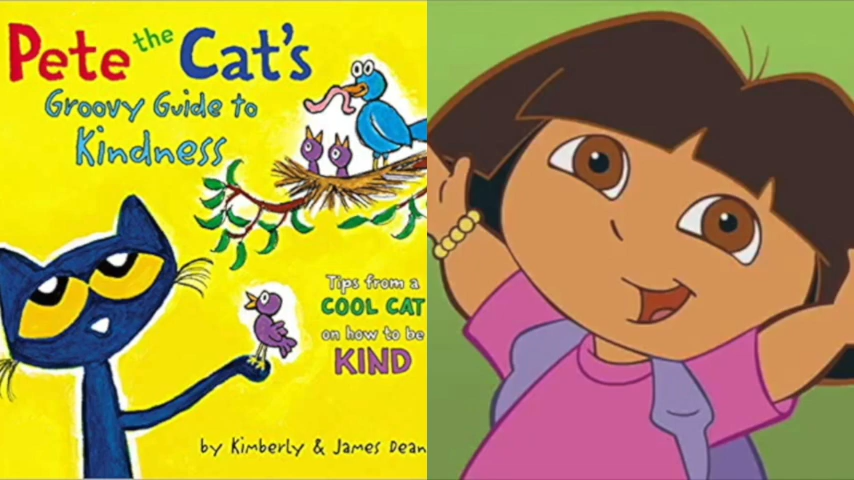 Pete the Cat's
Groovy Guide to
Kindness
Tips from a
COOL CAT
on how to be
KIND
by Kimberly & James Dean